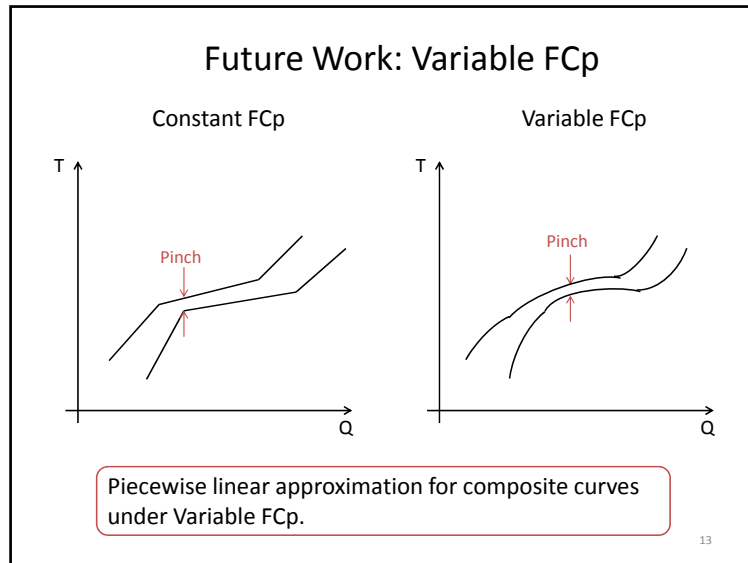 Future Work: Variable FCp
Constant FCp
Variable FCp
T
Pinch
Q
T
Pinch
Q
Piecewise linear approximation for composite curves
under Variable FCp.
13